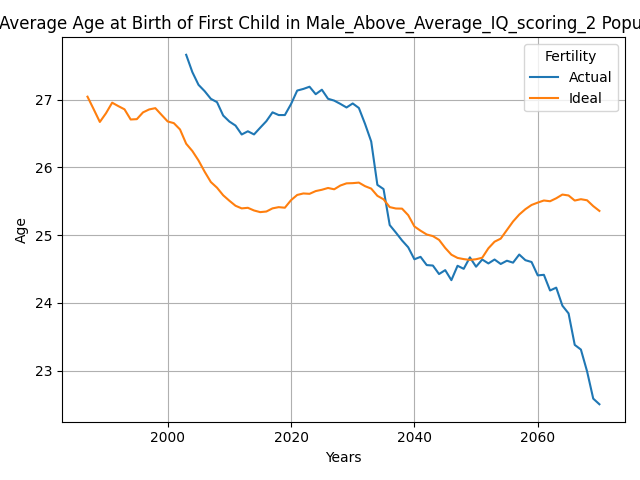 Average Age at Birth of First Child in Male_Above_Average_IQ_scoring_2 Popu
Fertility
Actual
Ideal
27
26
25
24
23
Age
2000 2020 2040 2060
Years